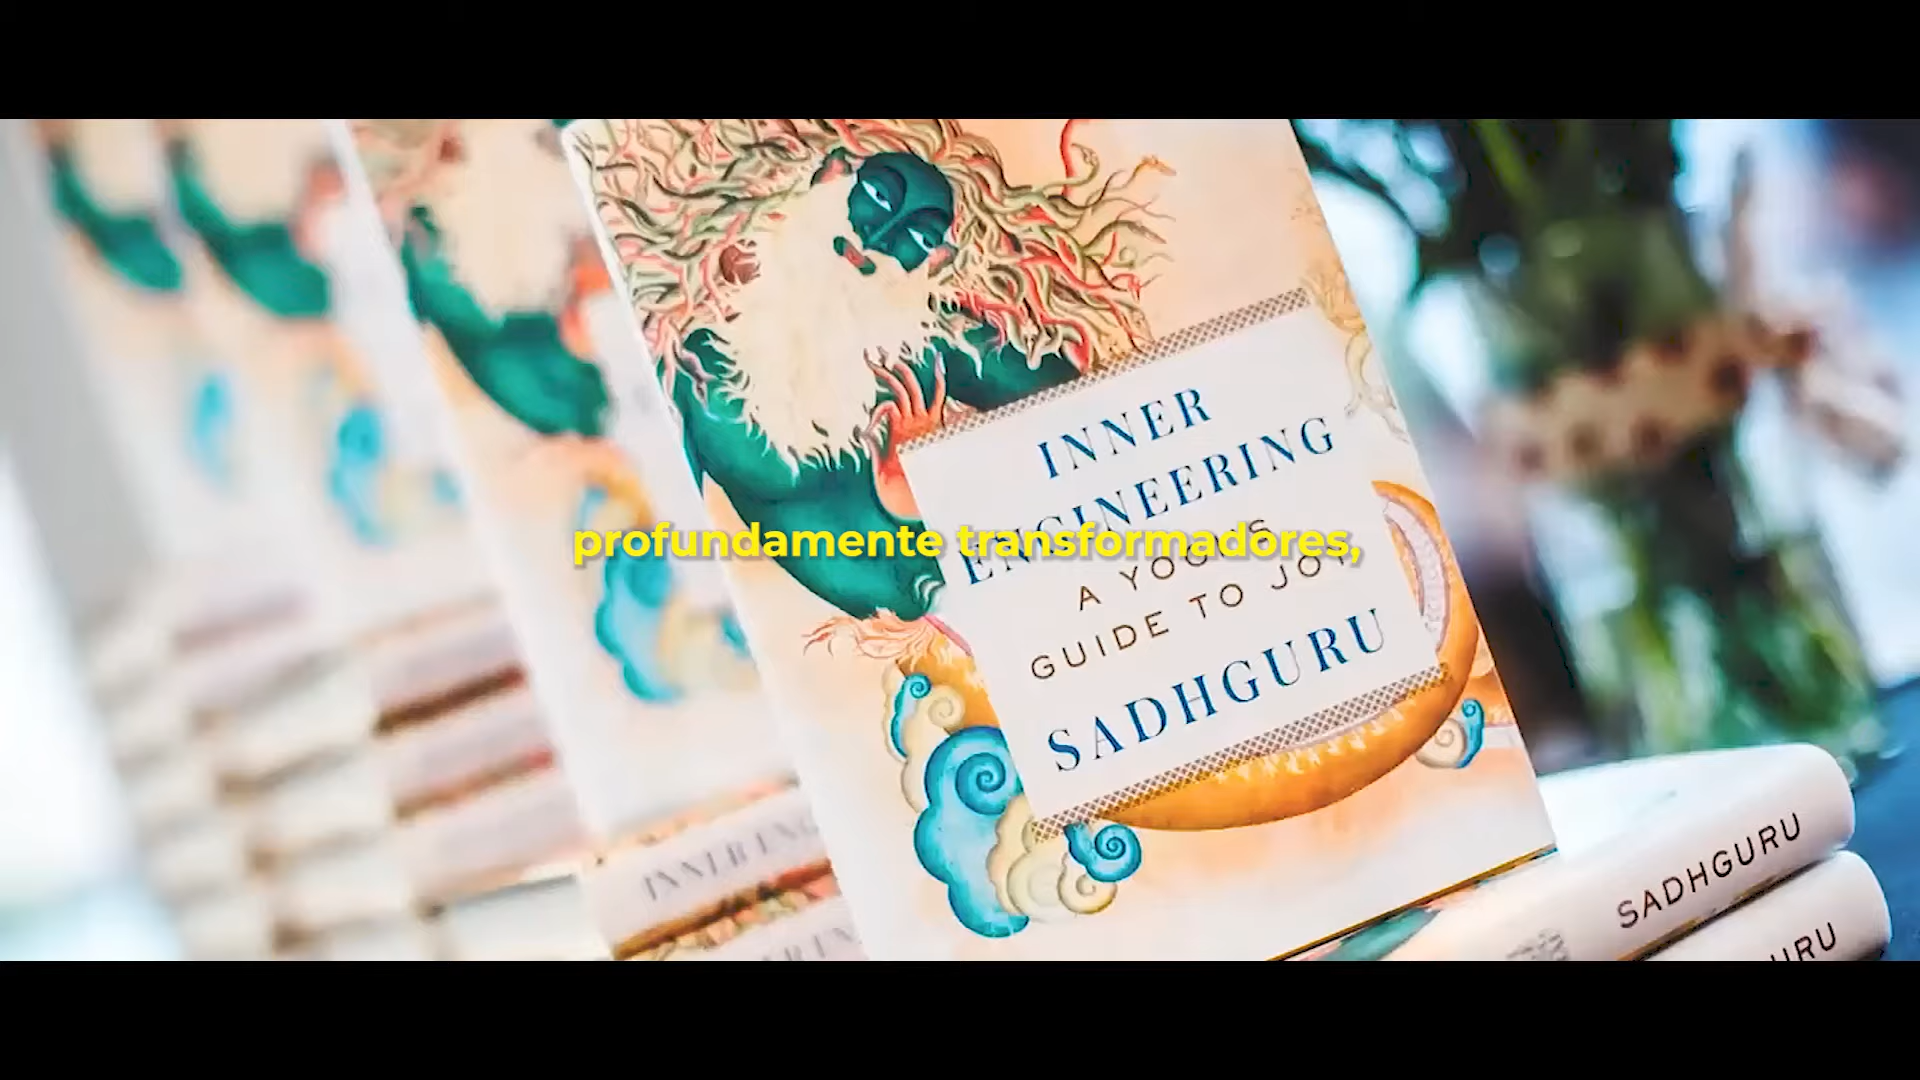 INNER
ENGINEERING
profundamente transformadores,
A YOGI'S
GUIDE TO JOY
SADHGURU
SADHGURU